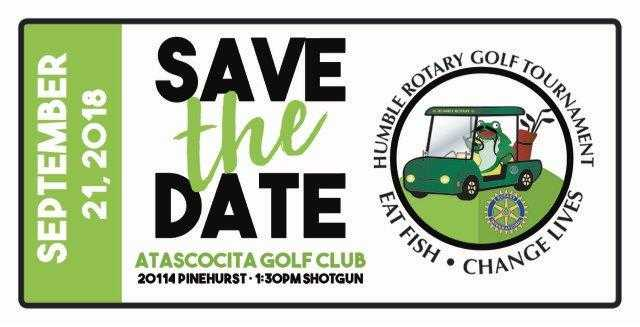 SEPTEMBER
21, 2018
SAVE
the
DATE
ATASCOCITA GOLF CLUB
20114 PINEHURST · 1:30PM SHOTGUN
HUMBLE ROTARY GOLF TOURNAMENT
EAT FISH • CHANGE LIVES